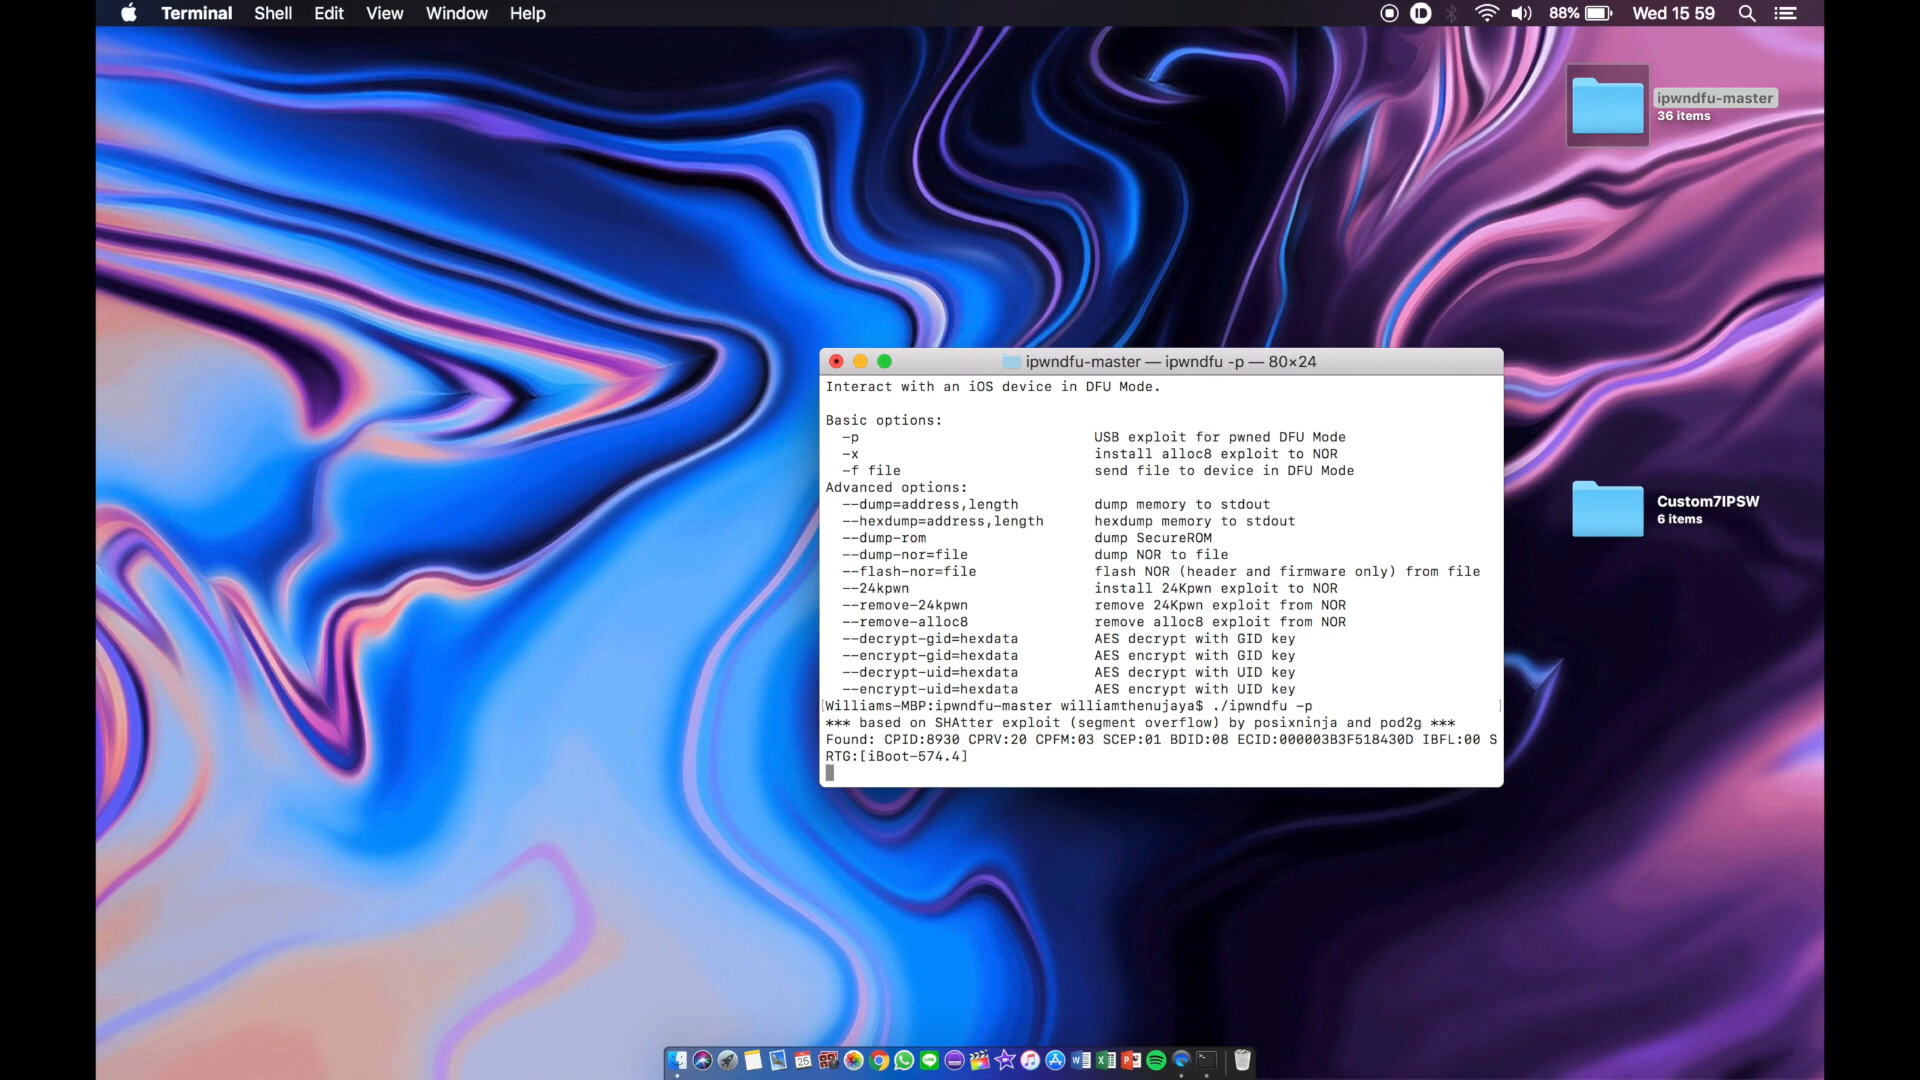 Terminal Shell Edit View Window Help 88% Wed 15 59
ipwndfu-master
36 items
Custom7IPSW
6 items
ipwndfu-master — ipwndfu -p — 80×24
Interact with an iOS device in DFU Mode.
Basic options:
-p USB exploit for pwned DFU Mode
-x install alloc8 exploit to NOR
-f file send file to device in DFU Mode
Advanced options:
--dump=address,length dump memory to stdout
--hexdump=address,length hexdump memory to stdout
--dump-rom dump SecureROM
--dump-nor=file dump NOR to file
--flash-nor=file flash NOR (header and firmware only) from file
--24kpwn install 24Kpwn exploit to NOR
--remove-24kpwn remove 24Kpwn exploit from NOR
--remove-alloc8 remove alloc8 exploit from NOR
--decrypt-gid=hexdata AES decrypt with GID key
--encrypt-gid=hexdata AES encrypt with GID key
--decrypt-uid=hexdata AES decrypt with UID key
--encrypt-uid=hexdata AES encrypt with UID key
[Williams-MBP:ipwndfu-master williamthenujaya$ ./ipwndfu -p ]
*** based on SHAtter exploit (segment overflow) by posixninja and pod2g ***
Found: CPID:8930 CPRV:20 CPFM:03 SCEP:01 BDID:08 ECID:000003B3F518430D IBFL:00 S
RTG:[iBoot-574.4]
25